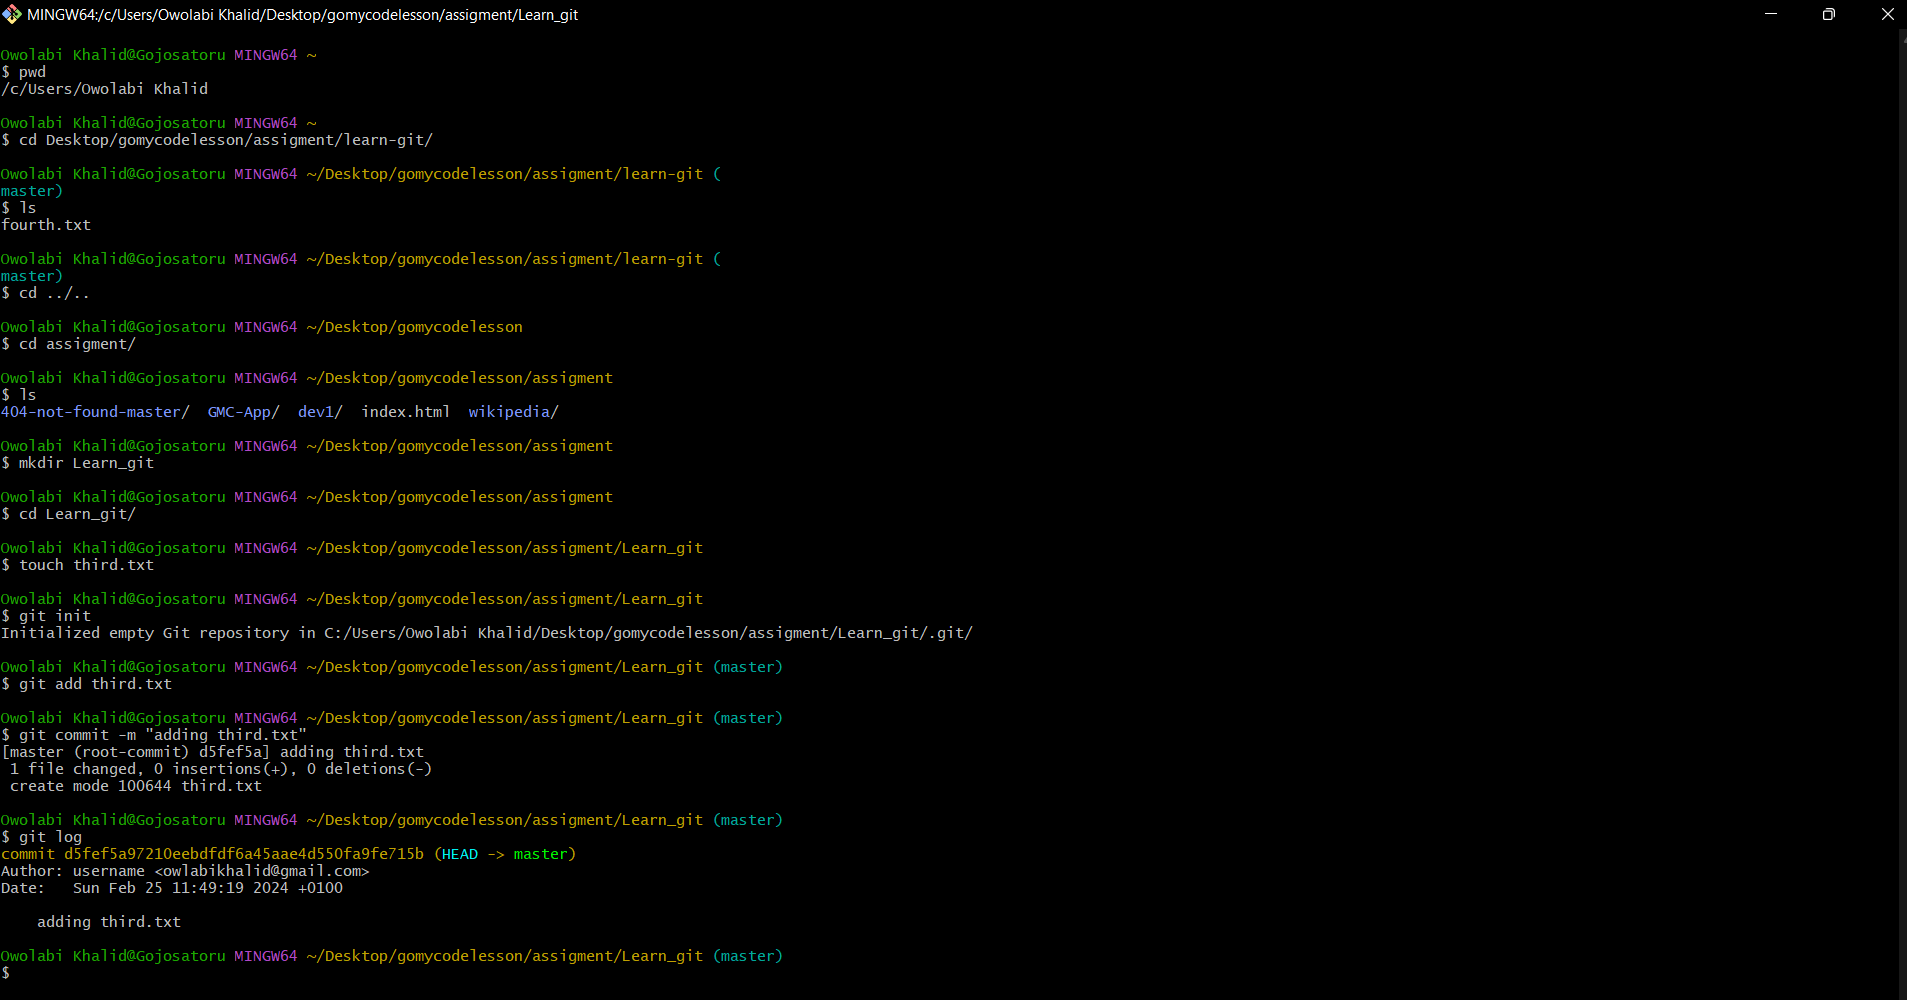 MINGW64:/c/Users/Owolabi Khalid/Desktop/gomycodelesson/assigment/Learn_git
Owolabi Khalid@Gojosatoru MINGW64 ~
$ pwd
/c/Users/Owolabi Khalid
Owolabi Khalid@Gojosatoru MINGW64 ~
$ cd Desktop/gomycodelesson/assigment/learn-git/
Owolabi Khalid@Gojosatoru MINGW64 ~/Desktop/gomycodelesson/assigment/learn-git (
master)
$ ls
fourth.txt
Owolabi Khalid@Gojosatoru MINGW64 ~/Desktop/gomycodelesson/assigment/learn-git (
master)
$ cd ../..
Owolabi Khalid@Gojosatoru MINGW64 ~/Desktop/gomycodelesson
$ cd assigment/
Owolabi Khalid@Gojosatoru MINGW64 ~/Desktop/gomycodelesson/assigment
$ ls
404-not-found-master/  GMC-App/  dev1/  index.html  wikipedia/
Owolabi Khalid@Gojosatoru MINGW64 ~/Desktop/gomycodelesson/assigment
$ mkdir Learn_git
Owolabi Khalid@Gojosatoru MINGW64 ~/Desktop/gomycodelesson/assigment
$ cd Learn_git/
Owolabi Khalid@Gojosatoru MINGW64 ~/Desktop/gomycodelesson/assigment/Learn_git
$ touch third.txt
Owolabi Khalid@Gojosatoru MINGW64 ~/Desktop/gomycodelesson/assigment/Learn_git
$ git init
Initialized empty Git repository in C:/Users/Owolabi Khalid/Desktop/gomycodelesson/assigment/Learn_git/.git/
Owolabi Khalid@Gojosatoru MINGW64 ~/Desktop/gomycodelesson/assigment/Learn_git (master)
$ git add third.txt
Owolabi Khalid@Gojosatoru MINGW64 ~/Desktop/gomycodelesson/assigment/Learn_git (master)
$ git commit -m "adding third.txt"
[master (root-commit) d5fef5a] adding third.txt
 1 file changed, 0 insertions(+), 0 deletions(-)
 create mode 100644 third.txt
Owolabi Khalid@Gojosatoru MINGW64 ~/Desktop/gomycodelesson/assigment/Learn_git (master)
$ git log
commit d5fef5a97210eebdfdf6a45aae4d550fa9fe715b (HEAD -> master)
Author: username <owlabikhalid@gmail.com>
Date:   Sun Feb 25 11:49:19 2024 +0100
    adding third.txt
Owolabi Khalid@Gojosatoru MINGW64 ~/Desktop/gomycodelesson/assigment/Learn_git (master)
$